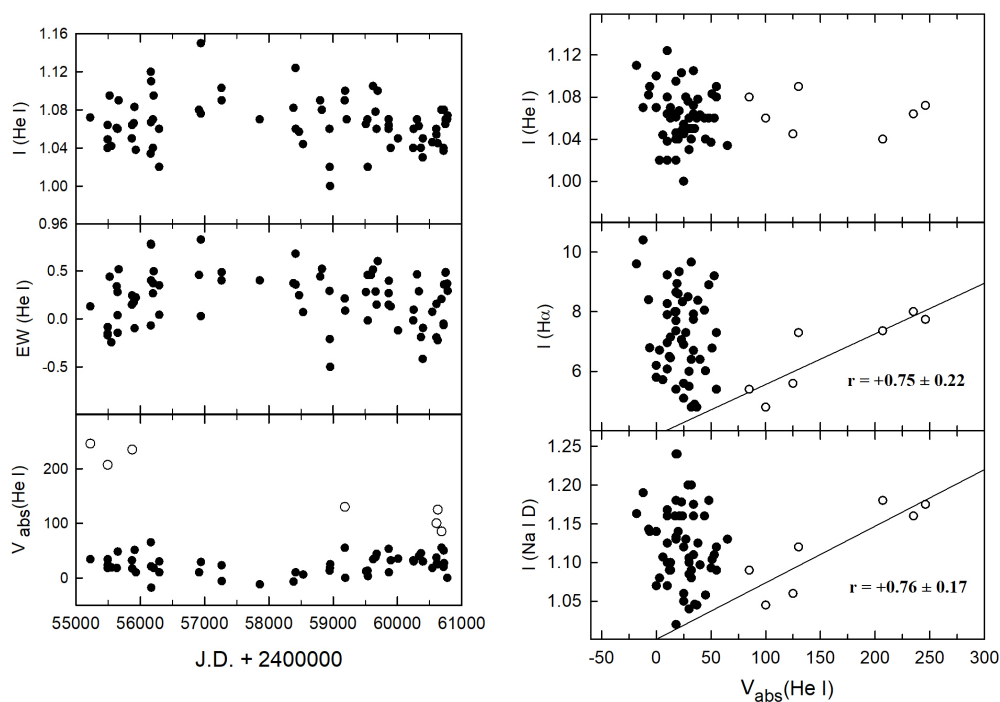 1.16
1.12
1.08
1.04
1.00
0.96
I (He I)
0.5
0.0
-0.5
EW (He I)
200
100
0
V abs(He I)
55000 56000 57000 58000 59000 60000 61000
J.D. + 2400000
1.12
1.08
1.04
1.00
I (He I)
10
8
6
I (Hα)
r = +0.75 ± 0.22
1.25
1.20
1.15
1.10
1.05
I (Na I D)
r = +0.76 ± 0.17
-50 0 50 100 150 200 250 300
Vabs(He I)